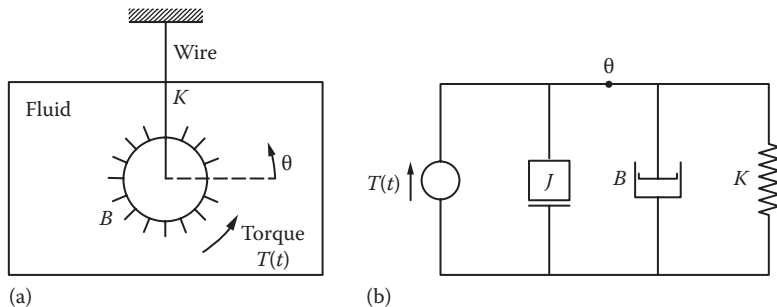 Wire
K
Fluid
θ
B
Torque
T(t)
(a)
θ
T(t)
J
B
K
(b)